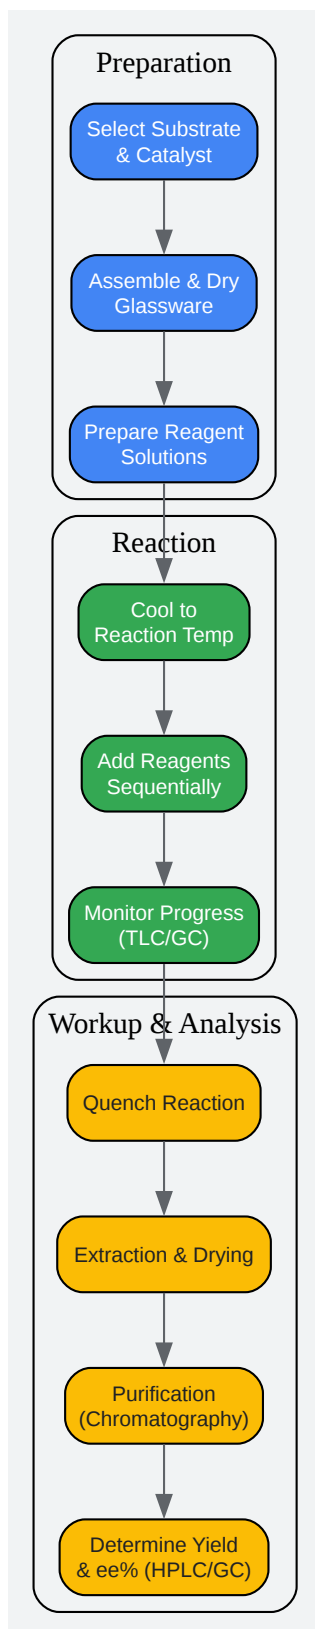 Preparation
Select Substrate
& Catalyst
Assemble & Dry
Glassware
Prepare Reagent
Solutions
Reaction
Cool to
Reaction Temp
Add Reagents
Sequentially
Monitor Progress
(TLC/GC)
Workup & Analysis
Quench Reaction
Extraction & Drying
Purification
(Chromatography)
Determine Yield
& ee% (HPLC/GC)